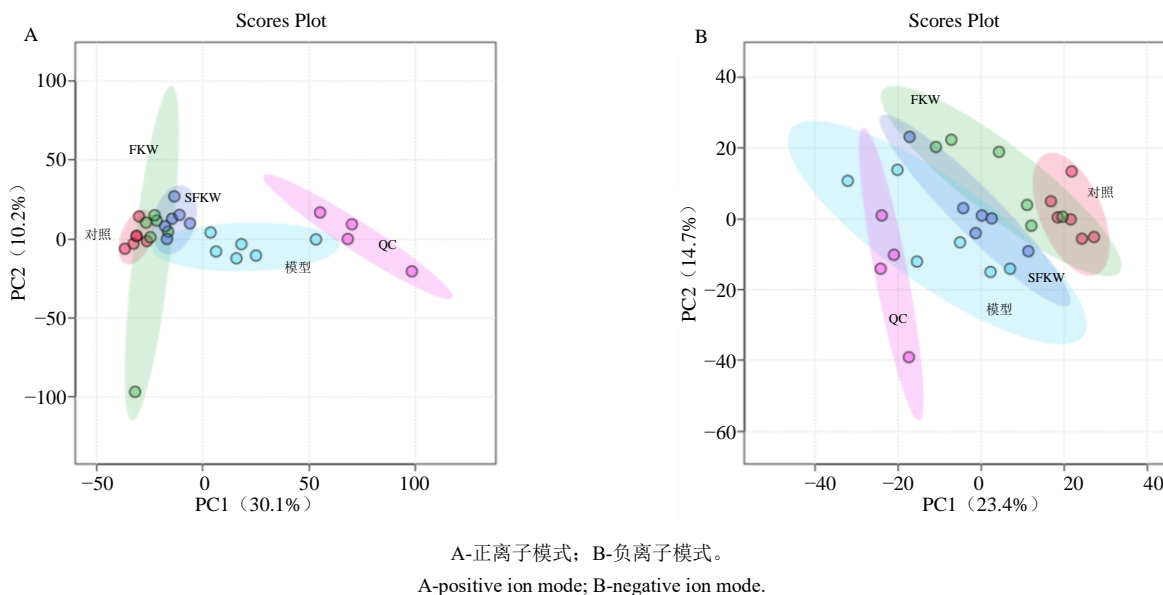 Scores Plot
A
100
50
0
−50
−100
PC2（10.2%）
FKW
SFKW
对照
模型
QC
−50
0
50
100
PC1（30.1%）
Scores Plot
B
40
20
0
−20
−40
−60
PC2（14.7%）
FKW
对照
SFKW
模型
QC
−40
−20
0
20
40
PC1（23.4%）
A-正离子模式；B-负离子模式。
A-positive ion mode; B-negative ion mode.